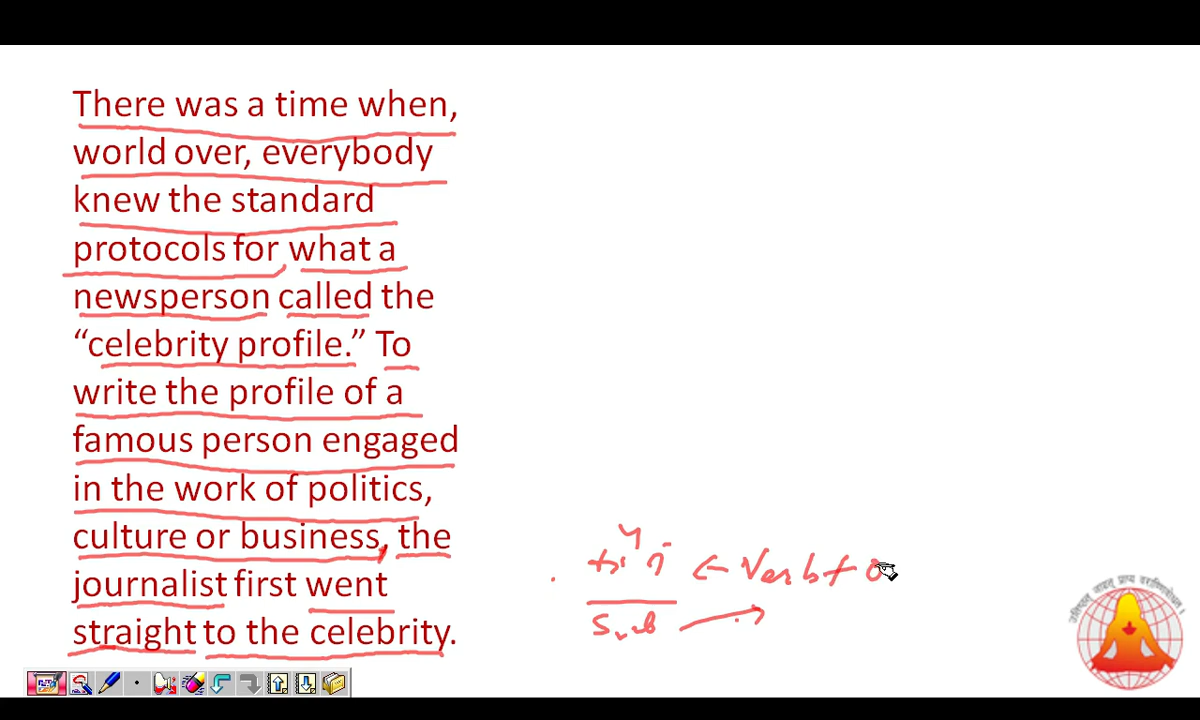 There was a time when,
world over, everybody
knew the standard
protocols for what a
newsperson called the
“celebrity profile.” To
write the profile of a
famous person engaged
in the work of politics,
culture or business, the
journalist first went
straight to the celebrity.
← Verb +
Sub